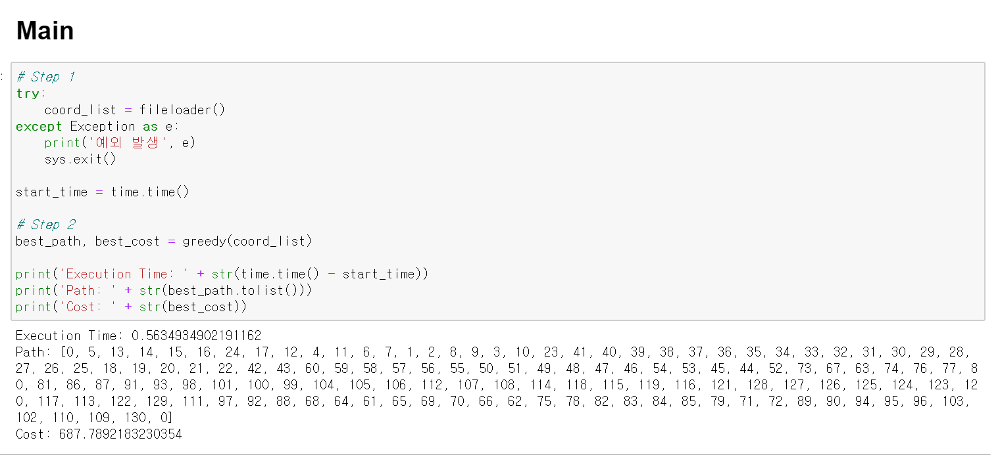 Main
:
# Step 1
try:
    coord_list = fileloader()
except Exception as e:
    print('예외 발생', e)
    sys.exit()
start_time = time.time()
# Step 2
best_path, best_cost = greedy(coord_list)
print('Execution Time: ' + str(time.time() - start_time))
print('Path: ' + str(best_path.tolist()))
print('Cost: ' + str(best_cost))
Execution Time: 0.5634934902191162
Path: [0, 5, 13, 14, 15, 16, 24, 17, 12, 4, 11, 6, 7, 1, 2, 8, 9, 3, 10, 23, 41, 40, 39, 38, 37, 36, 35, 34, 33, 32, 31, 30, 29, 28,
27, 26, 25, 18, 19, 20, 21, 22, 42, 43, 60, 59, 58, 57, 56, 55, 50, 51, 49, 48, 47, 46, 54, 53, 45, 44, 52, 73, 67, 63, 74, 76, 77, 8
0, 81, 86, 87, 91, 93, 98, 101, 100, 99, 104, 105, 106, 112, 107, 108, 114, 118, 115, 119, 116, 121, 128, 127, 126, 125, 124, 123, 12
0, 117, 113, 122, 129, 111, 97, 92, 88, 68, 64, 61, 65, 69, 70, 66, 62, 75, 78, 82, 83, 84, 85, 79, 71, 72, 89, 90, 94, 95, 96, 103,
102, 110, 109, 130, 0]
Cost: 687.7892183230354